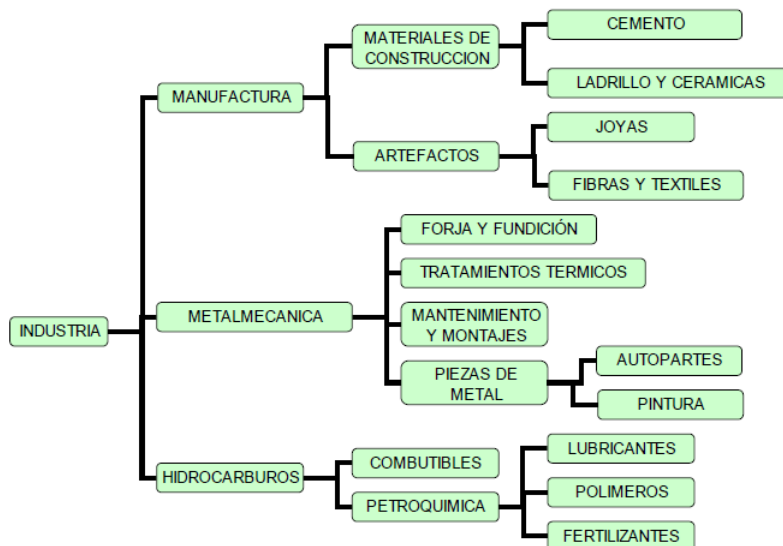 INDUSTRIA
MANUFACTURA
MATERIALES DE
CONSTRUCCION
CEMENTO
LADRILLO Y CERAMICAS
ARTEFACTOS
JOYAS
FIBRAS Y TEXTILES
METALMECANICA
FORJA Y FUNDICIÓN
TRATAMIENTOS TERMICOS
MANTENIMIENTO
Y MONTAJES
PIEZAS DE
METAL
AUTOPARTES
PINTURA
HIDROCARBUROS
COMBUTIBLES
PETROQUIMICA
LUBRICANTES
POLIMEROS
FERTILIZANTES